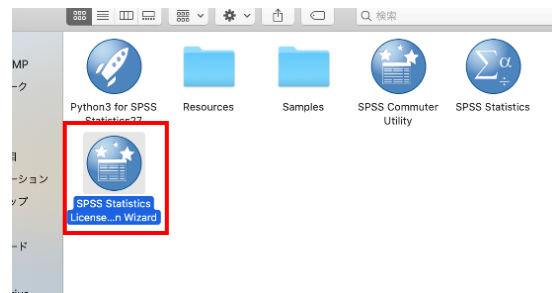 検索
MP
ーク
Python3 for SPSS
Statistics27
Resources
Samples
SPSS Commuter
Utility
SPSS Statistics
Σα
÷
ーション
ップ
SPSS Statistics
License...n Wizard
ード